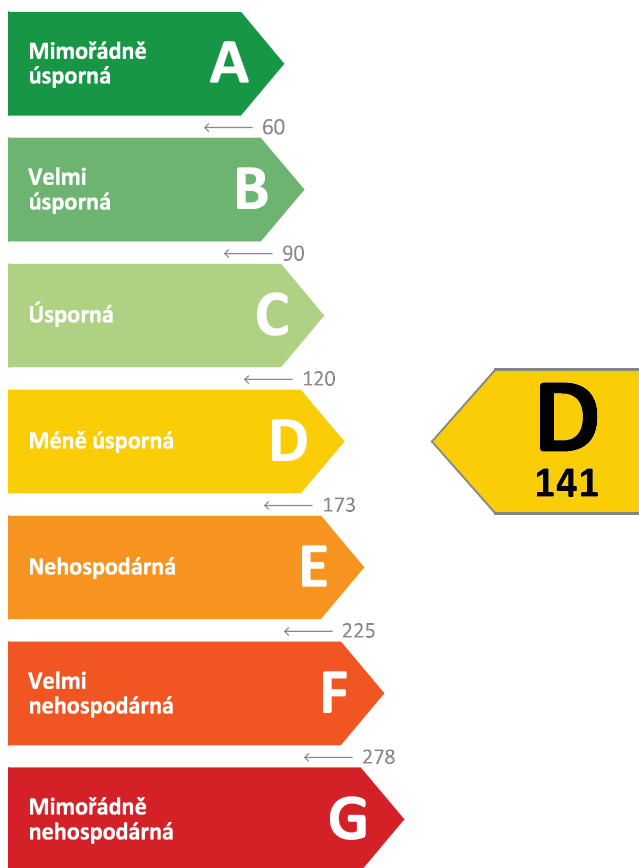 Mimořádně
úsporná
A
60
Velmi
úsporná
B
90
Úsporná
C
120
Méně úsporná
D
173
Nehospodárná
E
225
Velmi
nehospodárná
F
278
Mimořádně
nehospodárná
G
D
141